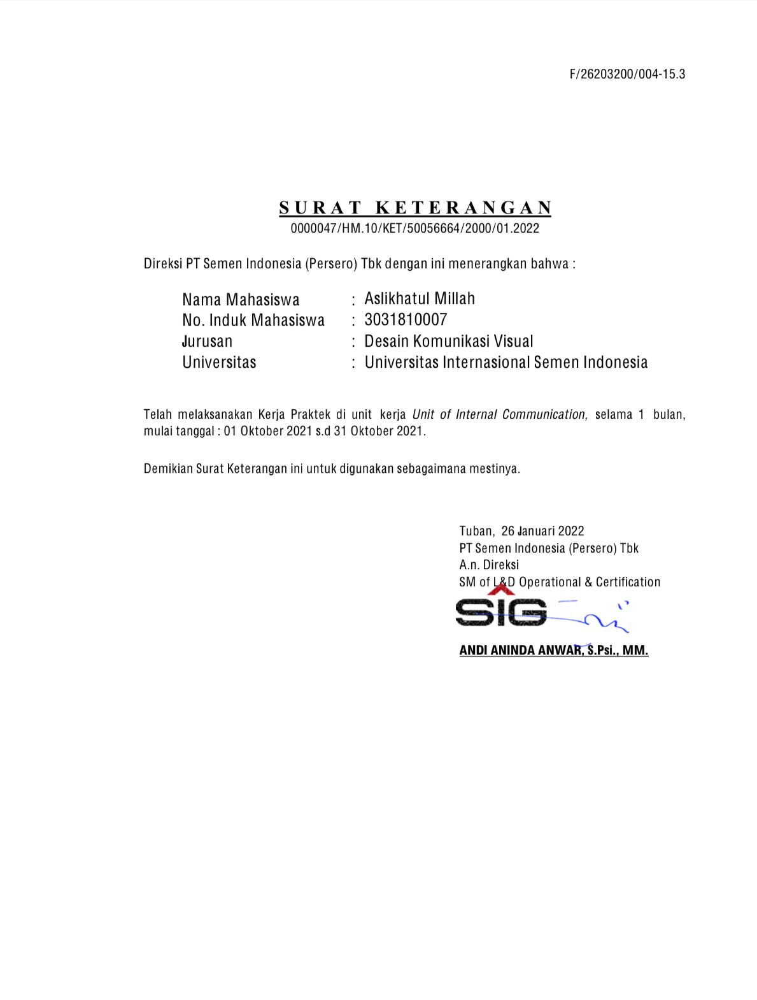 F/26203200/004-15.3
SURAT KETERANGAN
0000047/HM.10/KET/50056664/2000/01.2022
Direksi PT Semen Indonesia (Persero) Tbk dengan ini menerangkan bahwa :
Nama Mahasiswa : Aslikhatul Millah
No. Induk Mahasiswa : 3031810007
Jurusan : Desain Komunikasi Visual
Universitas : Universitas Internasional Semen Indonesia
Telah melaksanakan Kerja Praktek di unit kerja Unit of Internal Communication, selama 1 bulan,
mulai tanggal : 01 Oktober 2021 s.d 31 Oktober 2021.
Demikian Surat Keterangan ini untuk digunakan sebagaimana mestinya.
Tuban, 26 Januari 2022
PT Semen Indonesia (Persero) Tbk
A.n. Direksi
SM of L&D Operational & Certification
SIG
ANDI ANINDA ANWAR, S.Psi., MM.